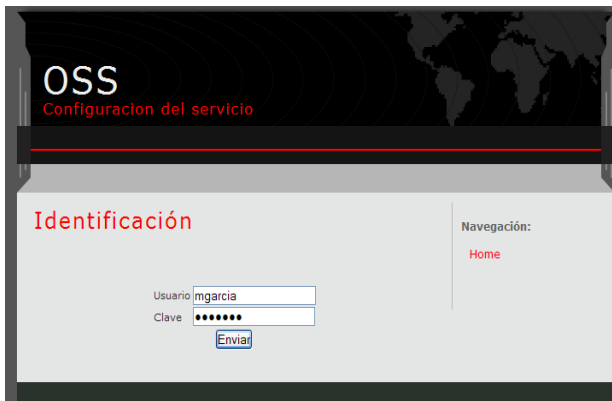 OSS
Configuracion del servicio
Identificación
Navegación:
Home
Usuario mgarcia
Clave •••••••
Enviar